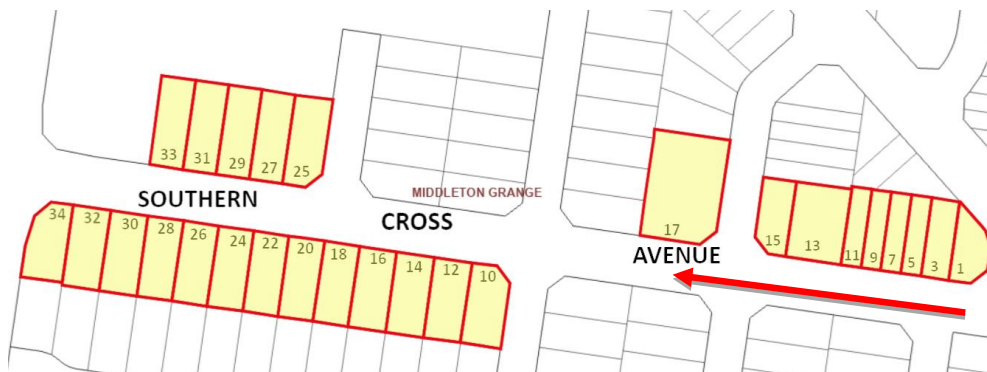 33 31 29 27 25
SOUTHERN
MIDDLETON GRANGE
CROSS
34 32 30 28 26 24 22 20 18 16 14 12 10
17
AVENUE
15 13 11 9 7 5 3 1